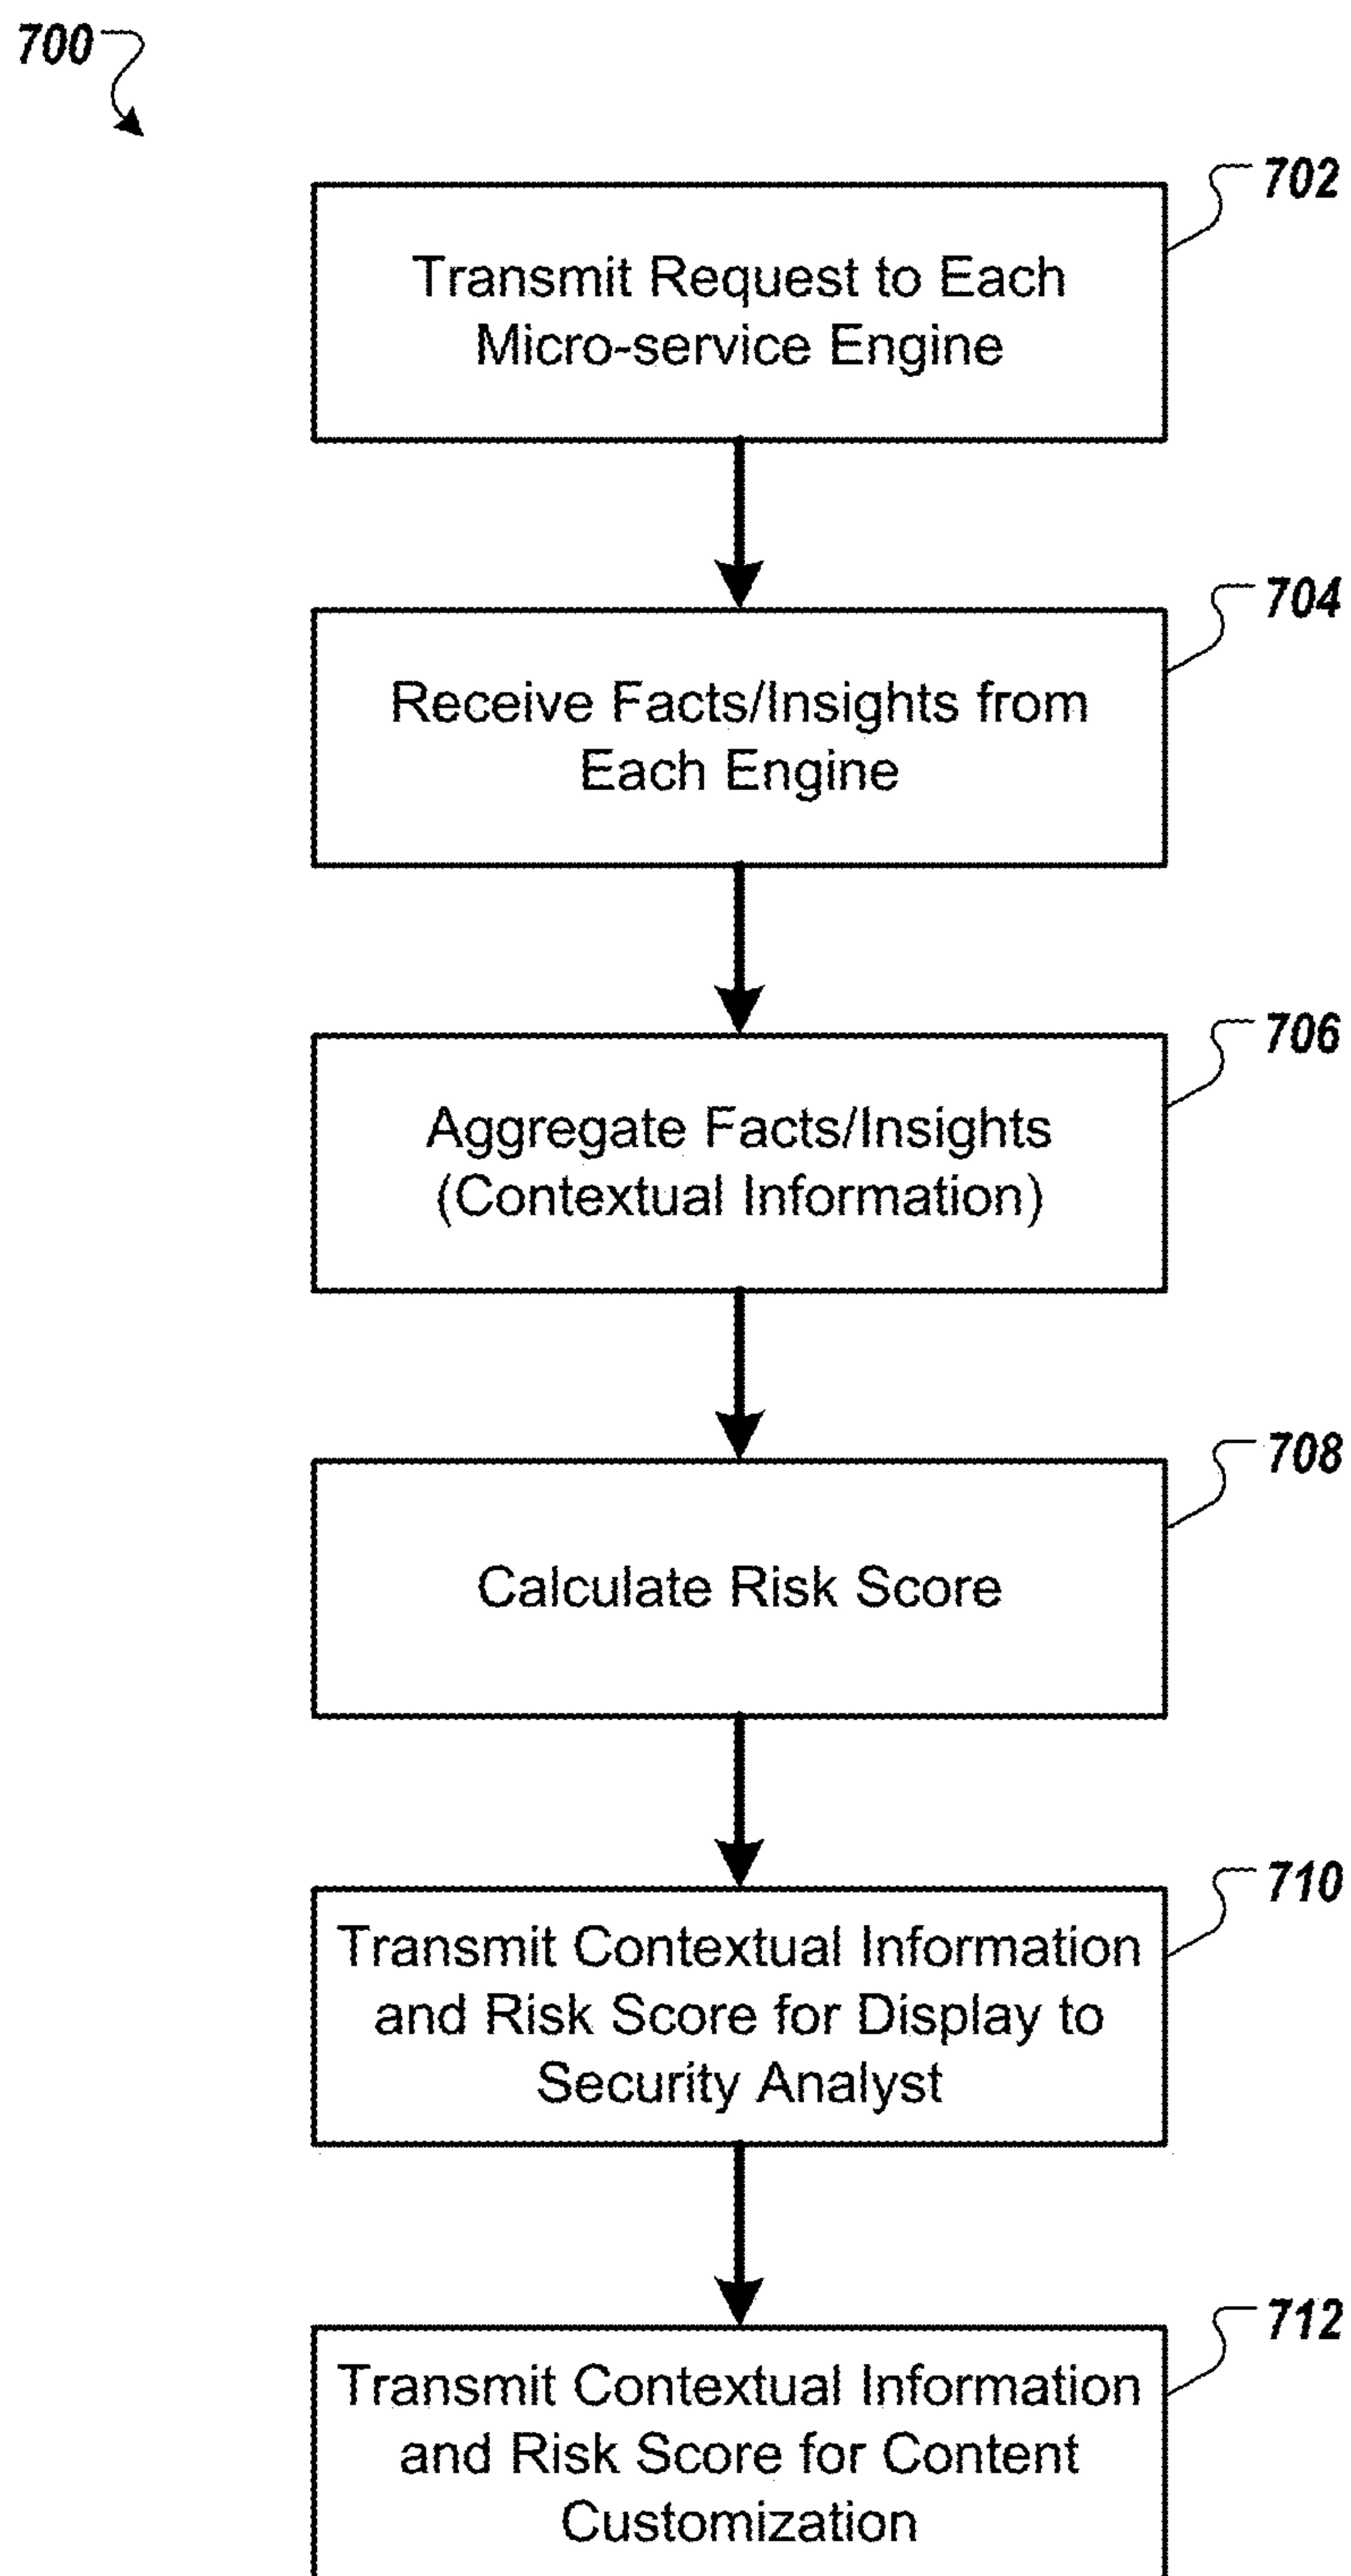 700
702
Transmit Request to Each
Micro-service Engine
704
Receive Facts/Insights from
Each Engine
706
Aggregate Facts/Insights
(Contextual Information)
708
Calculate Risk Score
710
Transmit Contextual Information
and Risk Score for Display to
Security Analyst
712
Transmit Contextual Information
and Risk Score for Content
Customization